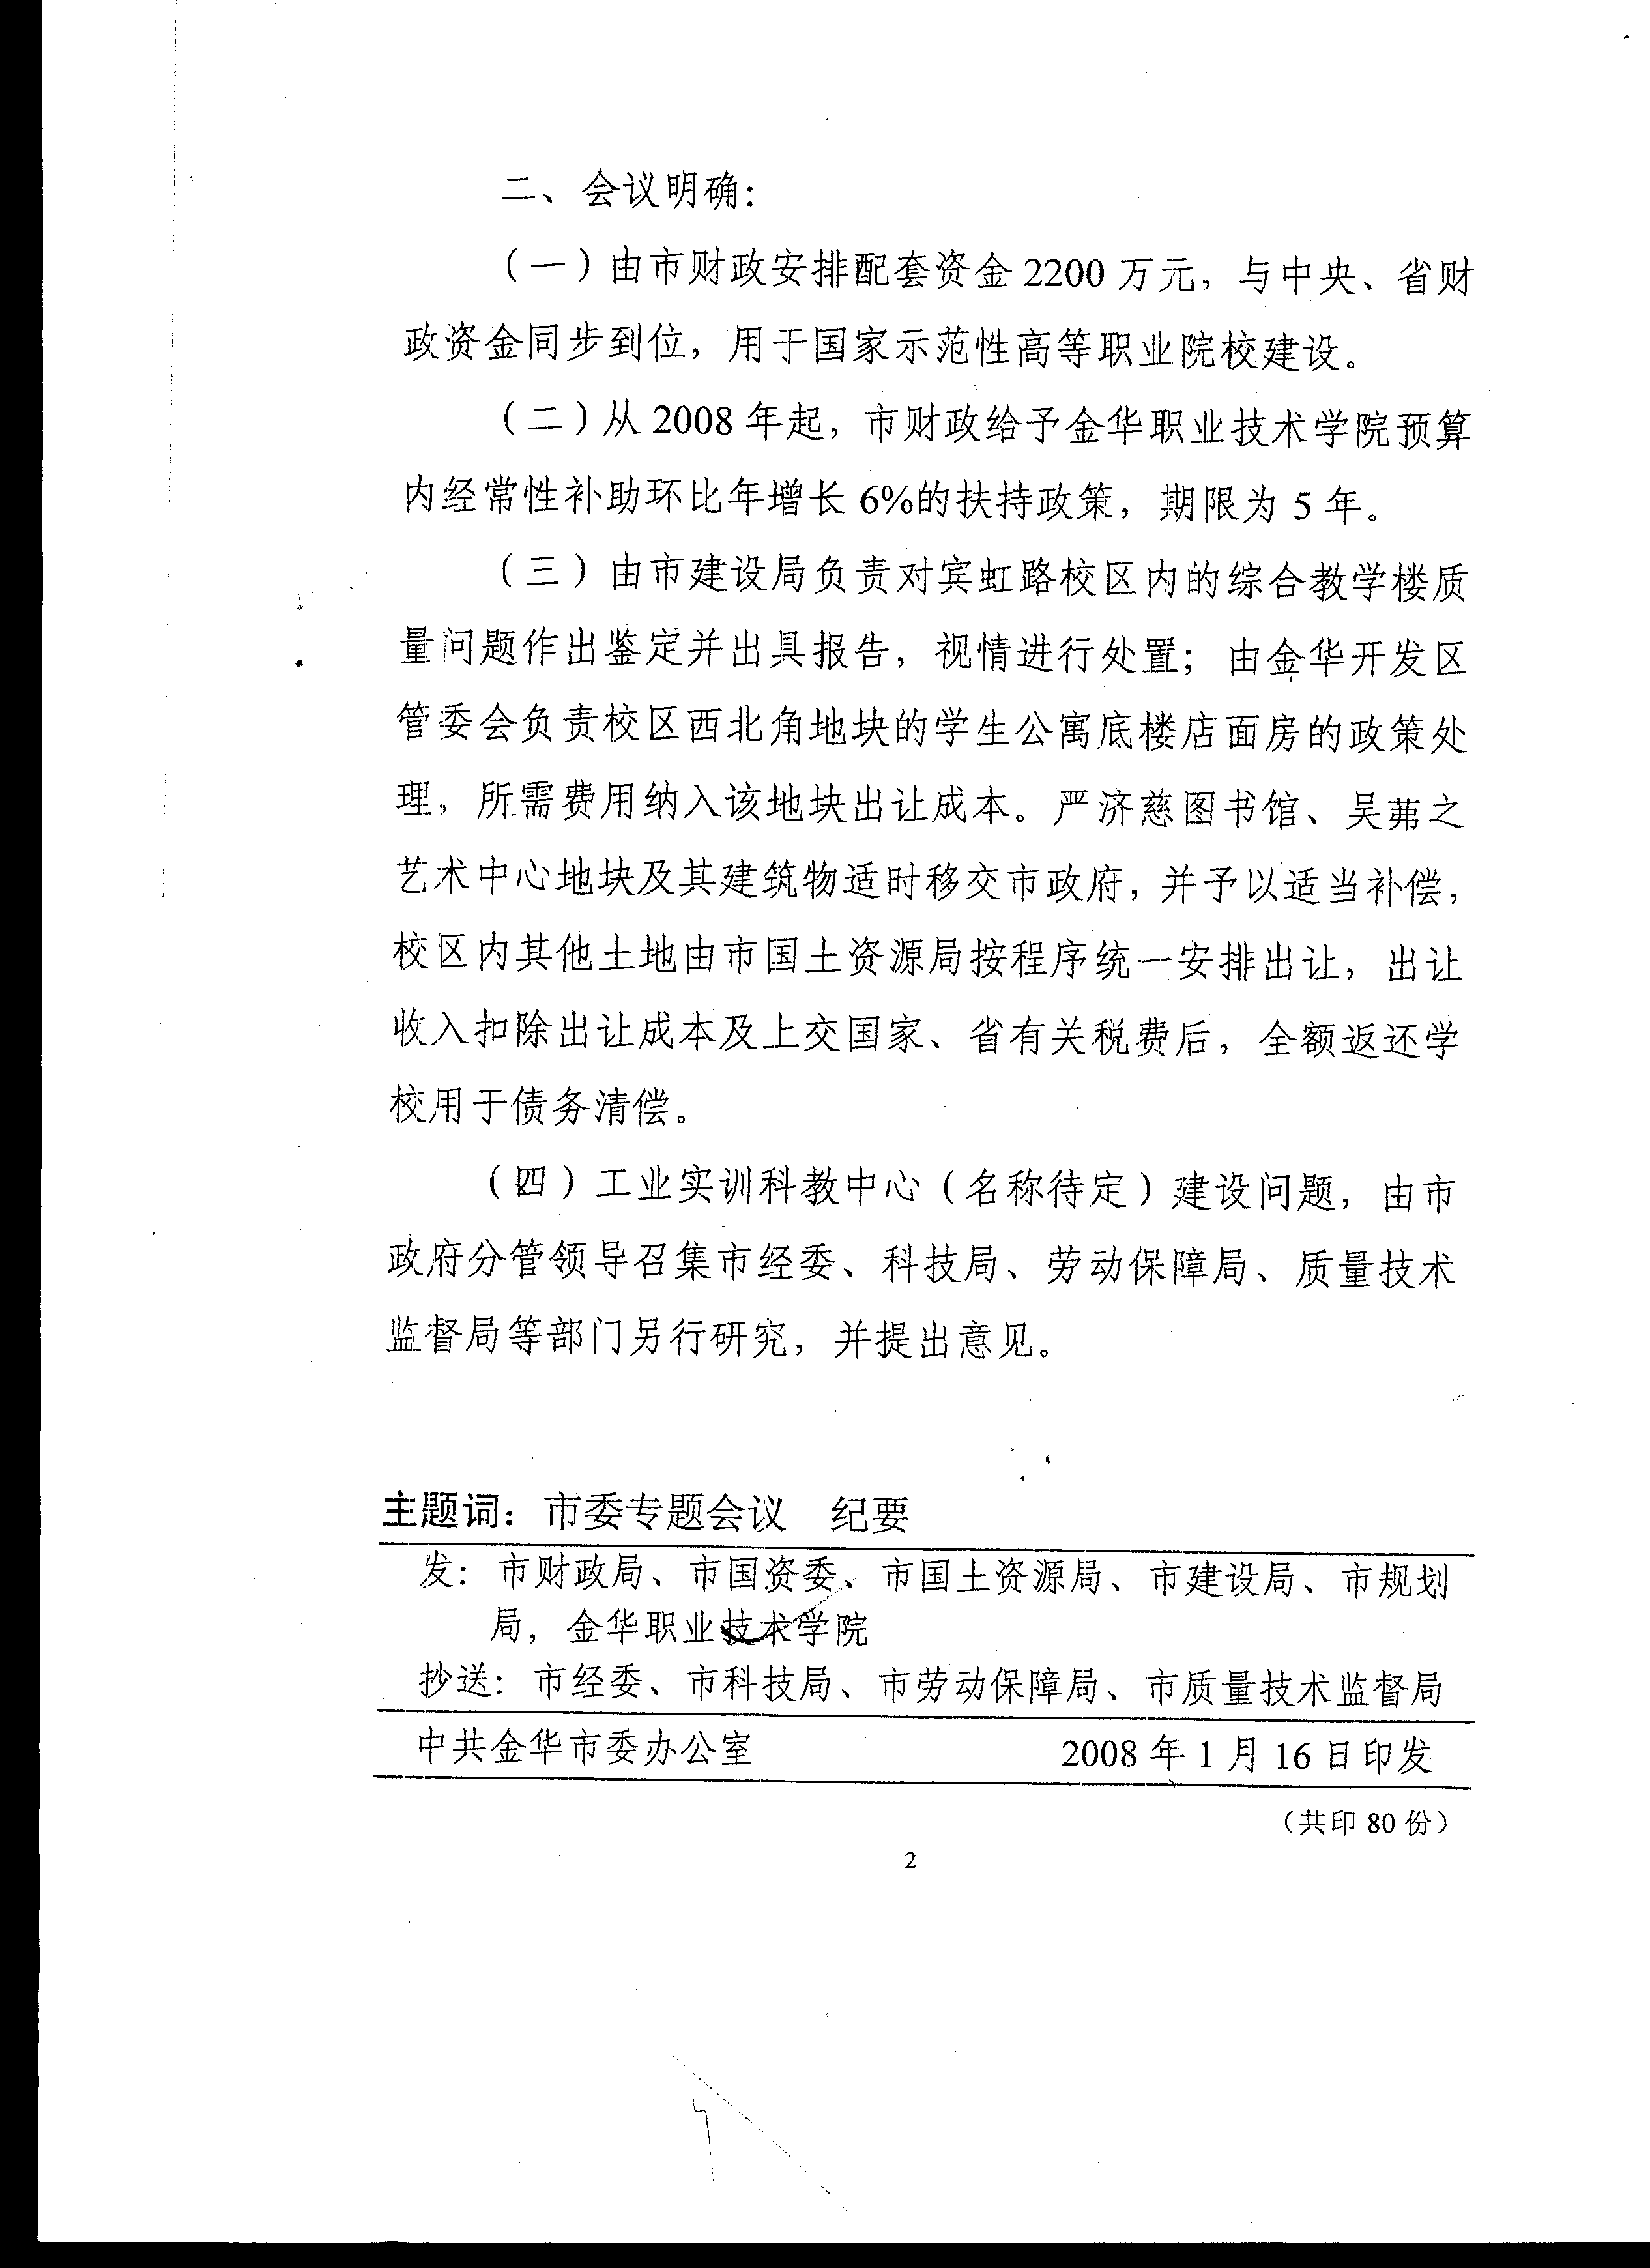 二、会议明确：
（一）由市财政安排配套资金 2200 万元，与中央、省财
政资金同步到位，用于国家示范性高等职业院校建设。
（二）从 2008 年起，市财政给予金华职业技术学院预算
内经常性补助环比年增长 6%的扶持政策，期限为 5 年。
（三）由市建设局负责对宾虹路校区内的综合教学楼质
量问题作出鉴定并出具报告，视情进行处置；由金华开发区
管委会负责校区西北角地块的学生公寓底楼店面房的政策处
理，所需费用纳入该地块出让成本。严济慈图书馆、吴茀之
艺术中心地块及其建筑物适时移交市政府，并予以适当补偿，
校区内其他土地由市国土资源局按程序统一安排出让，出让
收入扣除出让成本及上交国家、省有关税费后，全额返还学
校用于债务清偿。
（四）工业实训科教中心（名称待定）建设问题，由市
政府分管领导召集市经委、科技局、劳动保障局、质量技术
监督局等部门另行研究，并提出意见。
主题词：市委专题会议 纪要
发：市财政局、市国资委、市国土资源局、市建设局、市规划
局，金华职业技术学院
抄送：市经委、市科技局、市劳动保障局、市质量技术监督局
中共金华市委办公室 2008 年 1 月 16 日印发
（共印 80 份）
2